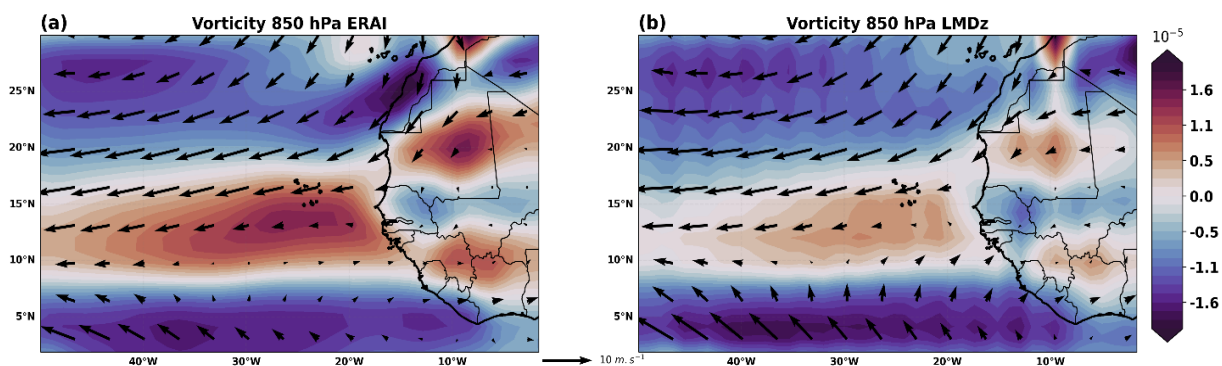 (a) Vorticity 850 hPa ERAI
(b) Vorticity 850 hPa LMDz
10⁻⁵
25°N
20°N
15°N
10°N
5°N
40°W 30°W 20°W 10°W
10 m. s⁻¹
25°N
20°N
15°N
10°N
5°N
40°W 30°W 20°W 10°W
1.6
1.1
0.5
0.0
-0.5
-1.1
-1.6